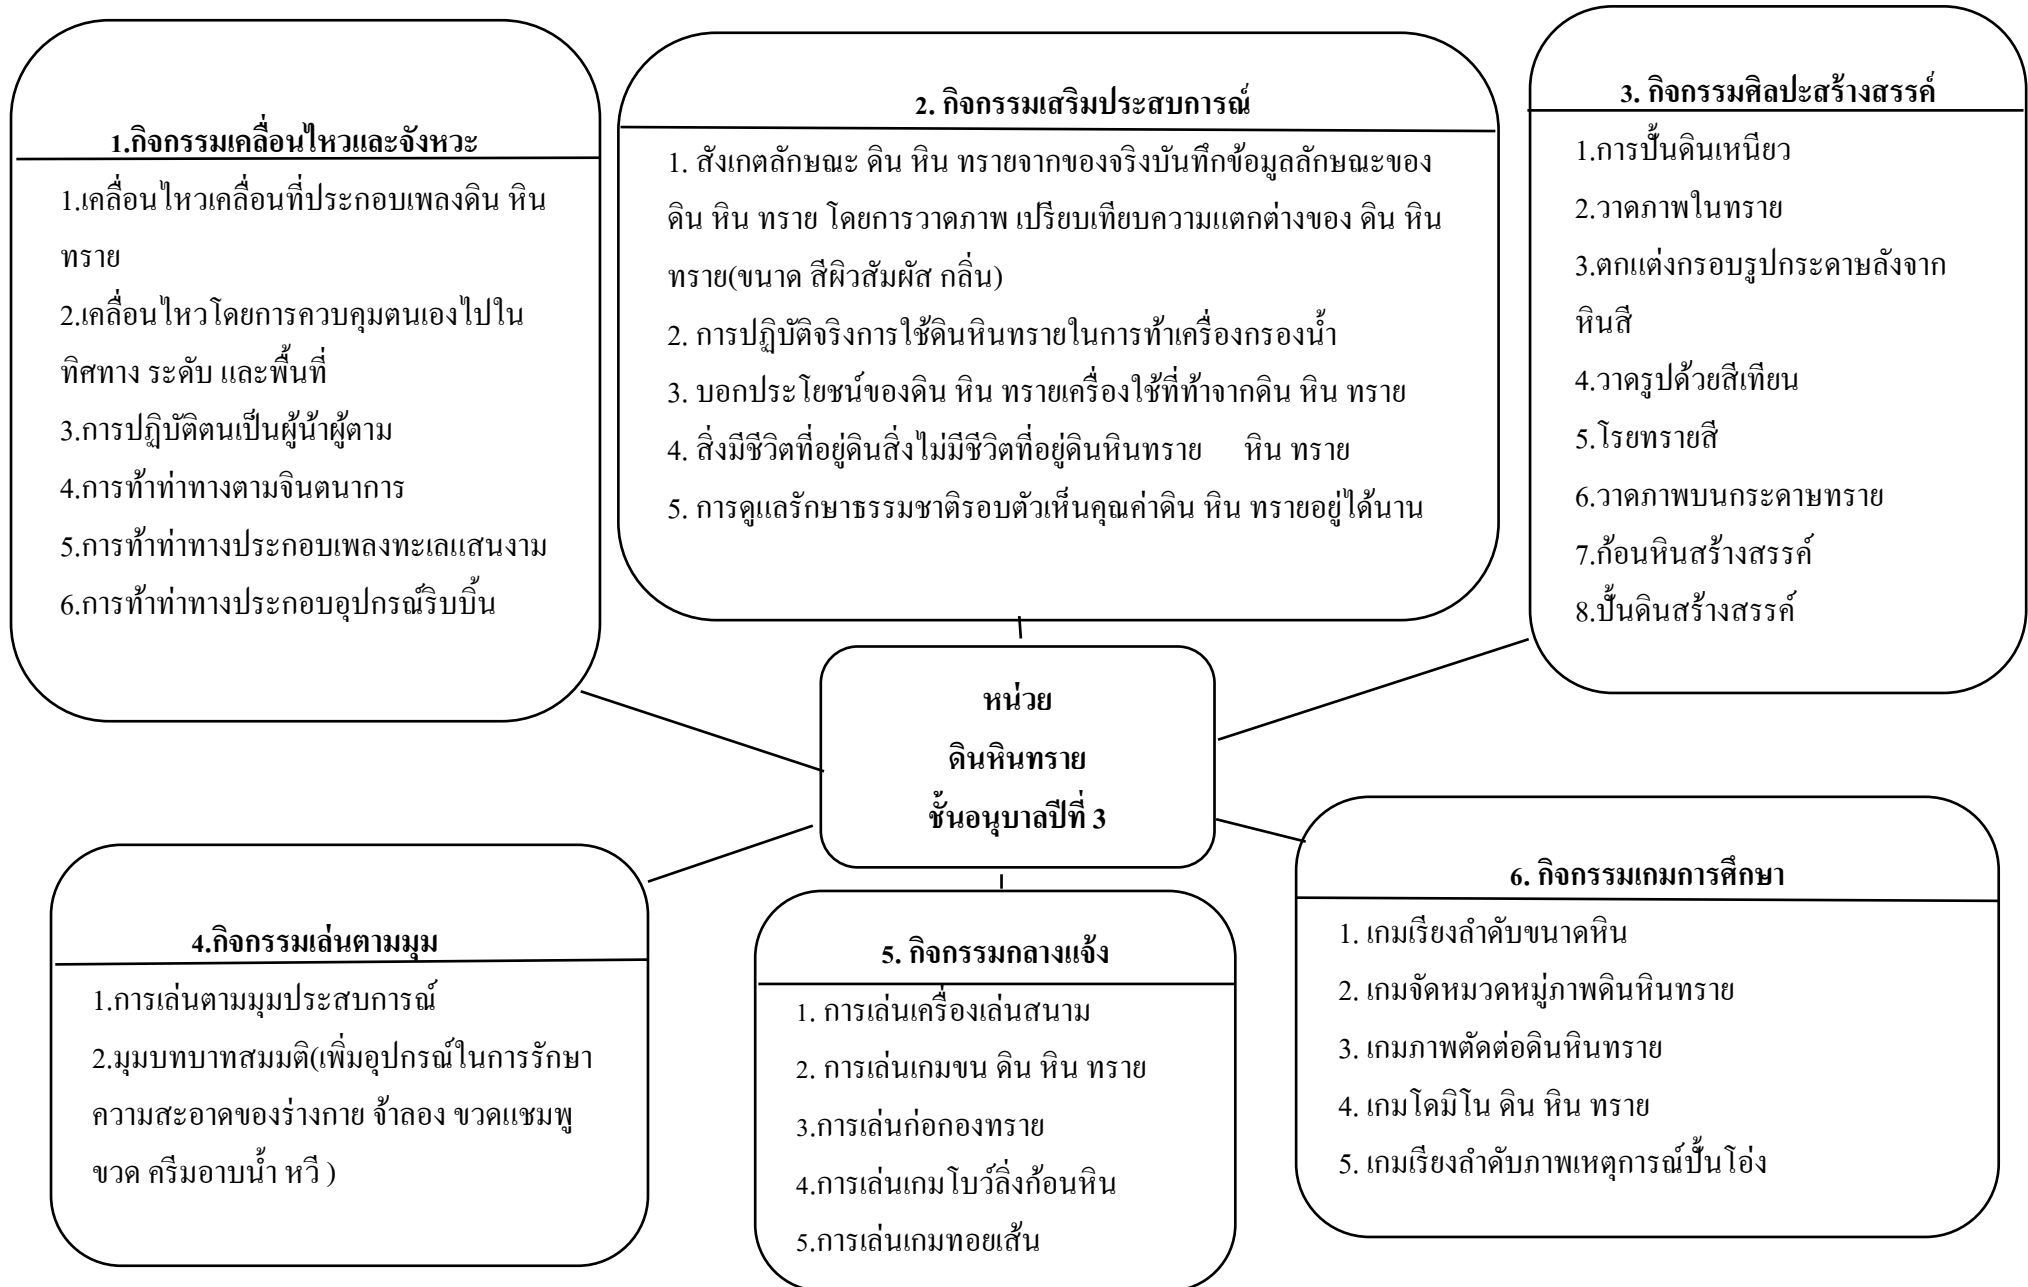 1.กิจกรรมเคลื่อนไหวและจังหวะ
1.เคลื่อนไหวเคลื่อนที่ประกอบเพลงดิน หิน
ทราย
2.เคลื่อนไหวโดยการควบคุมตนเองไปใน
ทิศทาง ระดับ และพื้นที่
3.การปฏิบัติตนเป็นผู้น้าผู้ตาม
4.การท้าท่าทางตามจินตนาการ
5.การท้าท่าทางประกอบเพลงทะเลแสนงาม
6.การท้าท่าทางประกอบอุปกรณ์ริบบิ้น
2. กิจกรรมเสริมประสบการณ์
1. สังเกตลักษณะ ดิน หิน ทรายจากของจริงบันทึกข้อมูลลักษณะของ
ดิน หิน ทราย โดยการวาดภาพ เปรียบเทียบความแตกต่างของ ดิน หิน
ทราย(ขนาด สีผิวสัมผัส กลิ่น)
2. การปฏิบัติจริงการใช้ดินหินทรายในการท้าเครื่องกรองน้ำ
3. บอกประโยชน์ของดิน หิน ทรายเครื่องใช้ที่ท้าจากดิน หิน ทราย
4. สิ่งมีชีวิตที่อยู่ดินสิ่งไม่มีชีวิตที่อยู่ดินหินทราย หิน ทราย
5. การดูแลรักษาธรรมชาติรอบตัวเห็นคุณค่าดิน หิน ทรายอยู่ได้นาน
3. กิจกรรมศิลปะสร้างสรรค์
1.การปั้นดินเหนียว
2.วาดภาพในทราย
3.ตกแต่งกรอบรูปกระดาษลังจาก
หินสี
4.วาดรูปด้วยสีเทียน
5.โรยทรายสี
6.วาดภาพบนกระดาษทราย
7.ก้อนหินสร้างสรรค์
8.ปั้นดินสร้างสรรค์
หน่วย
ดินหินทราย
ชั้นอนุบาลปีที่ 3
4.กิจกรรมเล่นตามมุม
1.การเล่นตามมุมประสบการณ์
2.มุมบทบาทสมมติ(เพิ่มอุปกรณ์ในการรักษา
ความสะอาดของร่างกาย จ้าลอง ขวดแชมพู
ขวด ครีมอาบน้ำ หวี )
5. กิจกรรมกลางแจ้ง
1. การเล่นเครื่องเล่นสนาม
2. การเล่นเกมขน ดิน หิน ทราย
3.การเล่นก่อกองทราย
4.การเล่นเกมโบว์ลิ่งก้อนหิน
5.การเล่นเกมทอยเส้น
6. กิจกรรมเกมการศึกษา
1. เกมเรียงลำดับขนาดหิน
2. เกมจัดหมวดหมู่ภาพดินหินทราย
3. เกมภาพตัดต่อดินหินทราย
4. เกมโดมิโน ดิน หิน ทราย
5. เกมเรียงลำดับภาพเหตุการณ์ปั้นโอ่ง